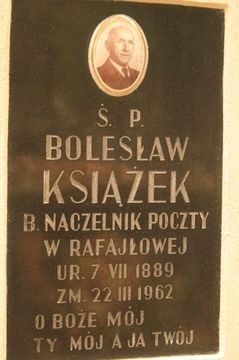 Ś. P.
BOLESŁAW
KSIĄŻEK
B. NACZELNIK POCZTY
W RAFAJŁOWEJ
UR. 7 VII 1889
ZM. 22 III 1962
O BOŻE MÓJ
TY MÓJ A JA TWÓJ